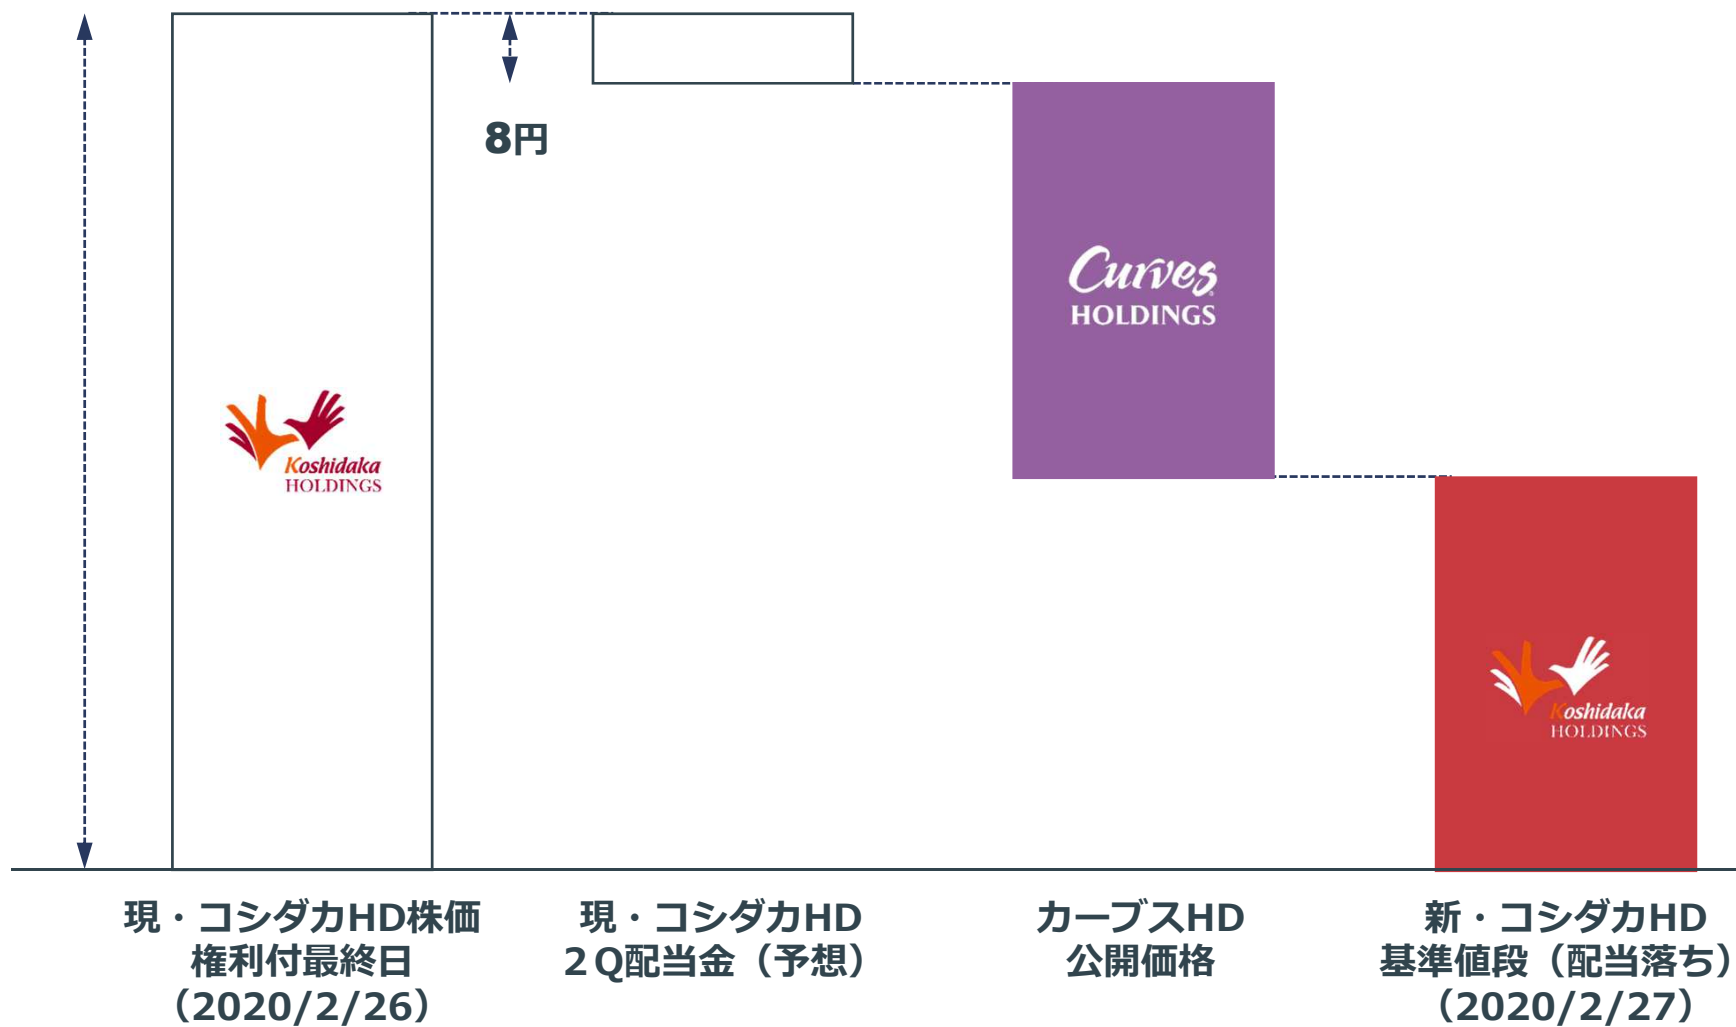 8円
Curves
HOLDINGS
Koshidaka
HOLDINGS
Koshidaka
HOLDINGS
現・コシダカHD株価
権利付最終日
（2020/2/26）
現・コシダカHD
２Q配当金（予想）
カーブスHD
公開価格
新・コシダカHD
基準値段（配当落ち）
（2020/2/27）